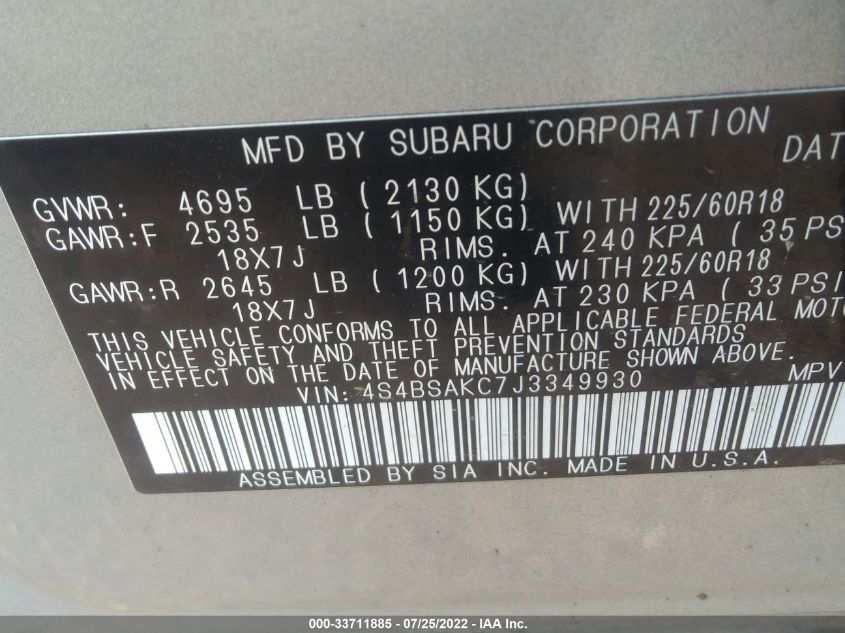 MFD BY SUBARU CORPORATION DAT
GVWR: 4695 LB ( 2130 KG)
GAWR:F 2535 LB ( 1150 KG) WITH 225/60R18
18X7J RIMS. AT 240 KPA ( 35 PS
GAWR:R 2645 LB ( 1200 KG) WITH 225/60R18
18X7J RIMS. AT 230 KPA ( 33 PSI
THIS VEHICLE CONFORMS TO ALL APPLICABLE FEDERAL MOTO
VEHICLE SAFETY AND THEFT PREVENTION STANDARDS
IN EFFECT ON THE DATE OF MANUFACTURE SHOWN ABOVE.
VIN: 4S4BSAKC7J3349930 MPV
ASSEMBLED BY SIA INC. MADE IN U.S.A.
000-33711885 - 07/25/2022 - IAA Inc.